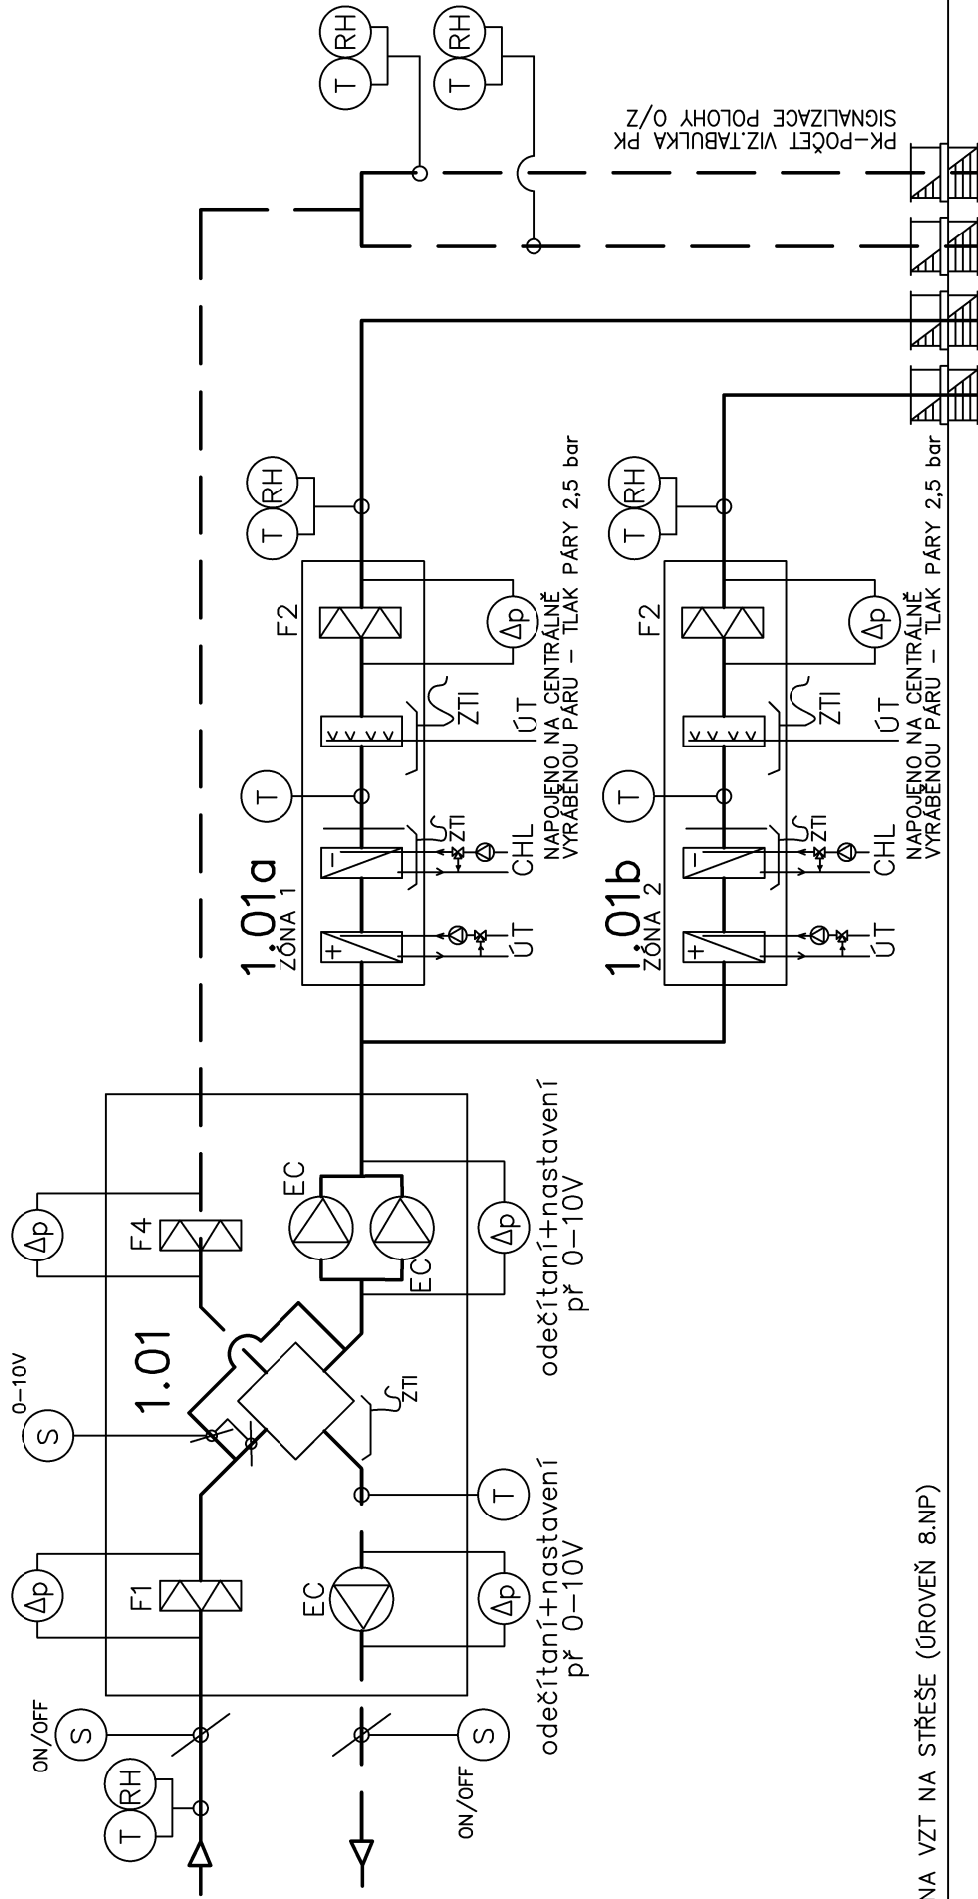 T RH
T RH
PK-POČET VIZ.TABULKA PK
SIGNALIZACE POLOHY O/Z
T RH
F2
Δp
ZTI
ÚT
NAPOJENO NA CENTRÁLNĚ
VYRÁBĚNOU PÁRU – TLAK PÁRY 2,5 bar
T
1.01a
ZÓNA 1
+
-
ZTI
CHL
ÚT
T RH
F2
Δp
ZTI
ÚT
NAPOJENO NA CENTRÁLNĚ
VYRÁBĚNOU PÁRU – TLAK PÁRY 2,5 bar
T
1.01b
ZÓNA 2
+
-
ZTI
CHL
ÚT
Δp
F4
EC
EC
Δp
odečítaní+nastavení
př 0-10V
1.01
0-10V
S
ZTI
Δp
F1
EC
T
Δp
odečítaní+nastavení
př 0-10V
ON/OFF
S
T RH
S
ON/OFF
NA VZT NA STŘEŠE (ÚROVEŇ 8.NP)